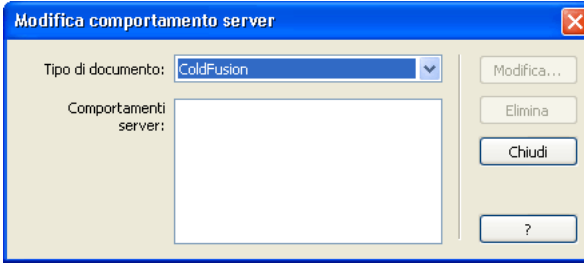 Modifica comportamento server
Tipo di documento: ColdFusion
Modifica...
Comportamenti
server:
Elimina
Chiudi
?